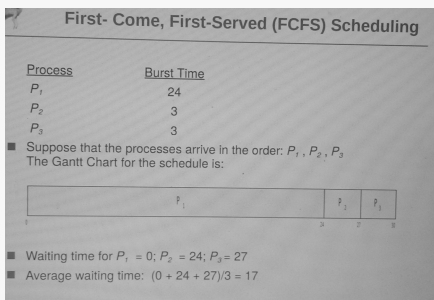 First- Come, First-Served (FCFS) Scheduling
Process Burst Time
P₁ 24
P₂ 3
P₃ 3
■ Suppose that the processes arrive in the order: P₁ , P₂ , P₃
The Gantt Chart for the schedule is:
P₁ P₂ P₃
■ Waiting time for P₁ = 0; P₂ = 24; P₃ = 27
■ Average waiting time: (0 + 24 + 27)/3 = 17